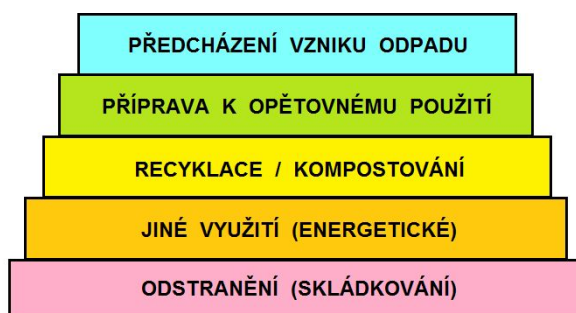 PŘEDCHÁZENÍ VZNIKU ODPADU
PŘÍPRAVA K OPĚTOVNÉMU POUŽITÍ
RECYKLACE / KOMPOSTOVÁNÍ
JINÉ VYUŽITÍ (ENERGETICKÉ)
ODSTRANĚNÍ (SKLÁDKOVÁNÍ)